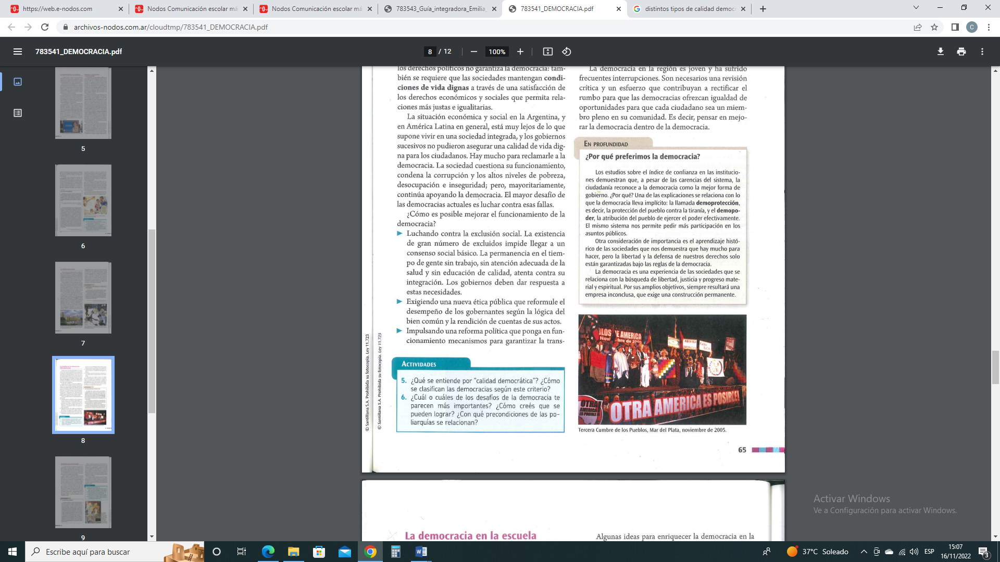 https://web.e-nodos.com
Nodos Comunicación escolar má
Nodos Comunicación escolar má
783543_Guía_integradora_Emilia_
783541_DEMOCRACIA.pdf
distintos tipos de calidad democ
archivos-nodos.com.ar/cloudtmp/783541_DEMOCRACIA.pdf
C
783541_DEMOCRACIA.pdf
8 / 12
100%
5
6
7
8
9
los derechos políticos no garantiza la democracia: tam-
bién se requiere que las sociedades mantengan condi-
ciones de vida dignas a través de una satisfacción de
los derechos económicos y sociales que permita rela-
ciones más justas e igualitarias.
La situación económica y social en la Argentina, y
en América Latina en general, está muy lejos de lo que
supone vivir en una sociedad integrada, y los gobiernos
sucesivos no pudieron asegurar una calidad de vida dig-
na para los ciudadanos. Hay mucho para reclamarle a la
democracia. La sociedad cuestiona su funcionamiento,
condena la corrupción y los altos niveles de pobreza,
desocupación e inseguridad; pero, mayoritariamente,
continúa apoyando la democracia. El mayor desafío de
las democracias actuales es luchar contra esas fallas.
¿Cómo es posible mejorar el funcionamiento de la
democracia?
Luchando contra la exclusión social. La existencia
de gran número de excluidos impide llegar a un
consenso social básico. La permanencia en el tiem-
po de gente sin trabajo, sin atención adecuada de la
salud y sin educación de calidad, atenta contra su
integración. Los gobiernos deben dar respuesta a
estas necesidades.
Exigiendo una nueva ética pública que reformule el
desempeño de los gobernantes según la lógica del
bien común y la rendición de cuentas de sus actos.
Impulsando una reforma política que ponga en fun-
cionamiento mecanismos para garantizar la trans-
© Santillana S.A. Prohibida su fotocopia. Ley 11.723
© Santillana S.A. Prohibida su fotocopia. Ley 11.723
ACTIVIDADES
5. ¿Qué se entiende por "calidad democrática"? ¿Cómo
se clasifican las democracias según este criterio?
6. ¿Cuál o cuáles de los desafíos de la democracia te
parecen más importantes? ¿Cómo creés que se
pueden lograr? ¿Con qué precondiciones de las po-
liarquías se relacionan?
La democracia en la región es joven y ha sufrido
frecuentes interrupciones. Son necesarios una revisión
crítica y un esfuerzo que contribuyan a rectificar el
rumbo para que las democracias ofrezcan igualdad de
oportunidades para que cada ciudadano sea un miem-
bro pleno en su comunidad. Es decir, pensar en mejo-
rar la democracia dentro de la democracia.
EN PROFUNDIDAD
¿Por qué preferimos la democracia?
Los estudios sobre el índice de confianza en las institucio-
nes demuestran que, a pesar de las carencias del sistema, la
ciudadanía reconoce a la democracia como la mejor forma de
gobierno. ¿Por qué? Una de las explicaciones se relaciona con lo
que la democracia lleva implícito: la llamada demoprotección,
es decir, la protección del pueblo contra la tiranía, y el demopo-
der, la atribución del pueblo de ejercer el poder efectivamente.
El mismo sistema nos permite pedir más participación en los
asuntos públicos.
Otra consideración de importancia es el aprendizaje histó-
rico de las sociedades que nos demuestra que hay mucho para
hacer, pero la libertad y la defensa de nuestros derechos solo
están garantizadas bajo las reglas de la democracia.
La democracia es una experiencia de las sociedades que se
relaciona con la búsqueda de libertad, justicia y progreso mate-
rial y espiritual. Por sus amplios objetivos, siempre resultará una
empresa inconclusa, que exige una construcción permanente.
OLOS DE AMERICA
OTRA
AMERICA
OTRA AMERICA ES POSIBLE!
Tercera Cumbre de los Pueblos, Mar del Plata, noviembre de 2005.
65
La democracia en la escuela
Algunas ideas para enriquecer la democracia en la
Activar Windows
Ve a Configuración para activar Windows.
Escribe aquí para buscar
37°C Soleado
ESP
15:07
16/11/2022
3